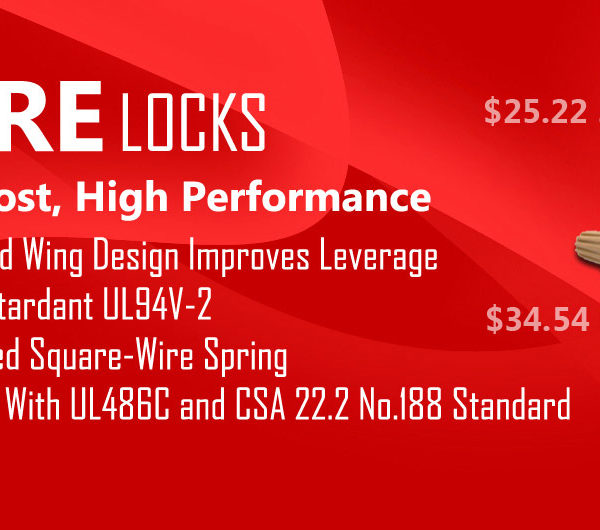 RE LOCKS
$25.22
ost, High Performance
d Wing Design Improves Leverage
tardant UL94V-2
$34.54
ed Square-Wire Spring
With UL486C and CSA 22.2 No.188 Standard